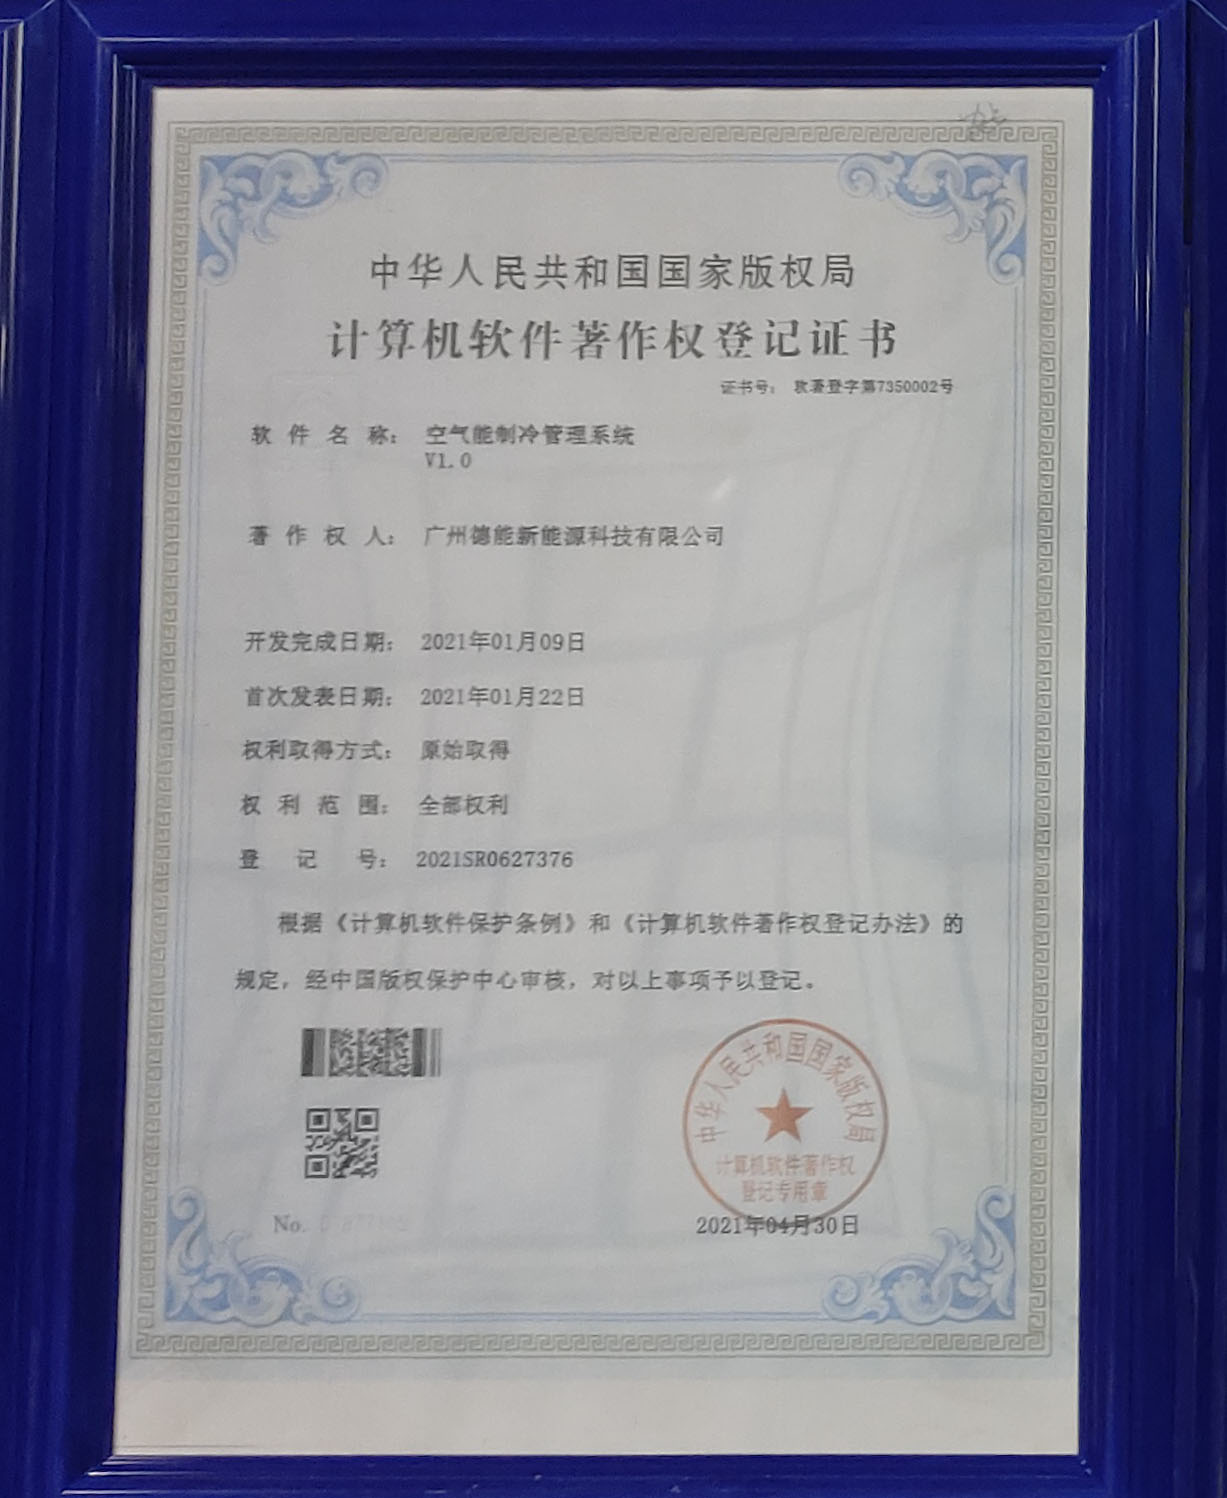 中华人民共和国国家版权局
计算机软件著作权登记证书
证书号： 软著登字第7350002号
软件名称： 空气能制冷管理系统
V1.0
著作权人： 广州德能新能源科技有限公司
开发完成日期： 2021年01月09日
首次发表日期： 2021年01月22日
权利取得方式： 原始取得
权利范围： 全部权利
登记号： 2021SR0627376
根据《计算机软件保护条例》和《计算机软件著作权登记办法》的
规定，经中国版权保护中心审核，对以上事项予以登记。
中华人民共和国国家版权局
计算机软件著作权
登记专用章
No.
2021年04月30日